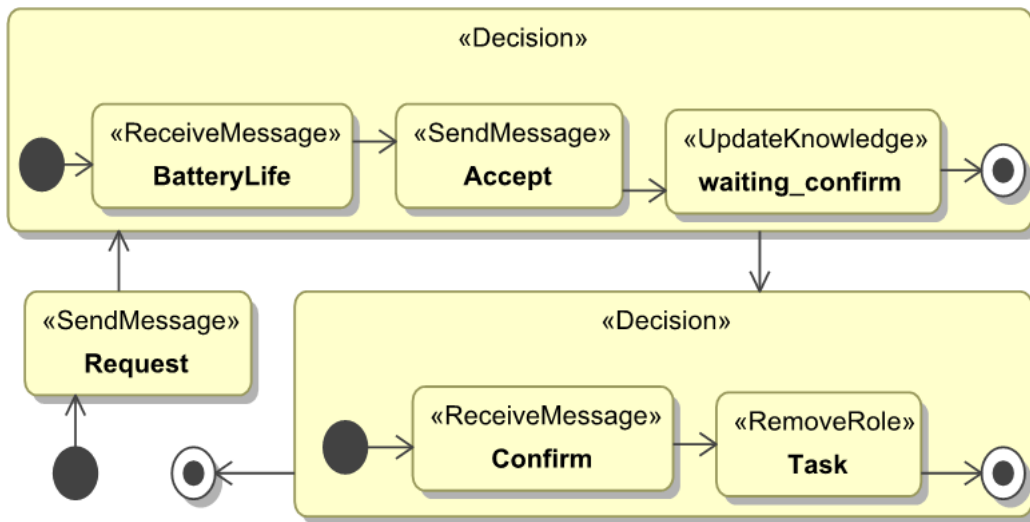 «Decision»
«ReceiveMessage»
BatteryLife
«SendMessage»
Accept
«UpdateKnowledge»
waiting_confirm
«SendMessage»
Request
«Decision»
«ReceiveMessage»
Confirm
«RemoveRole»
Task